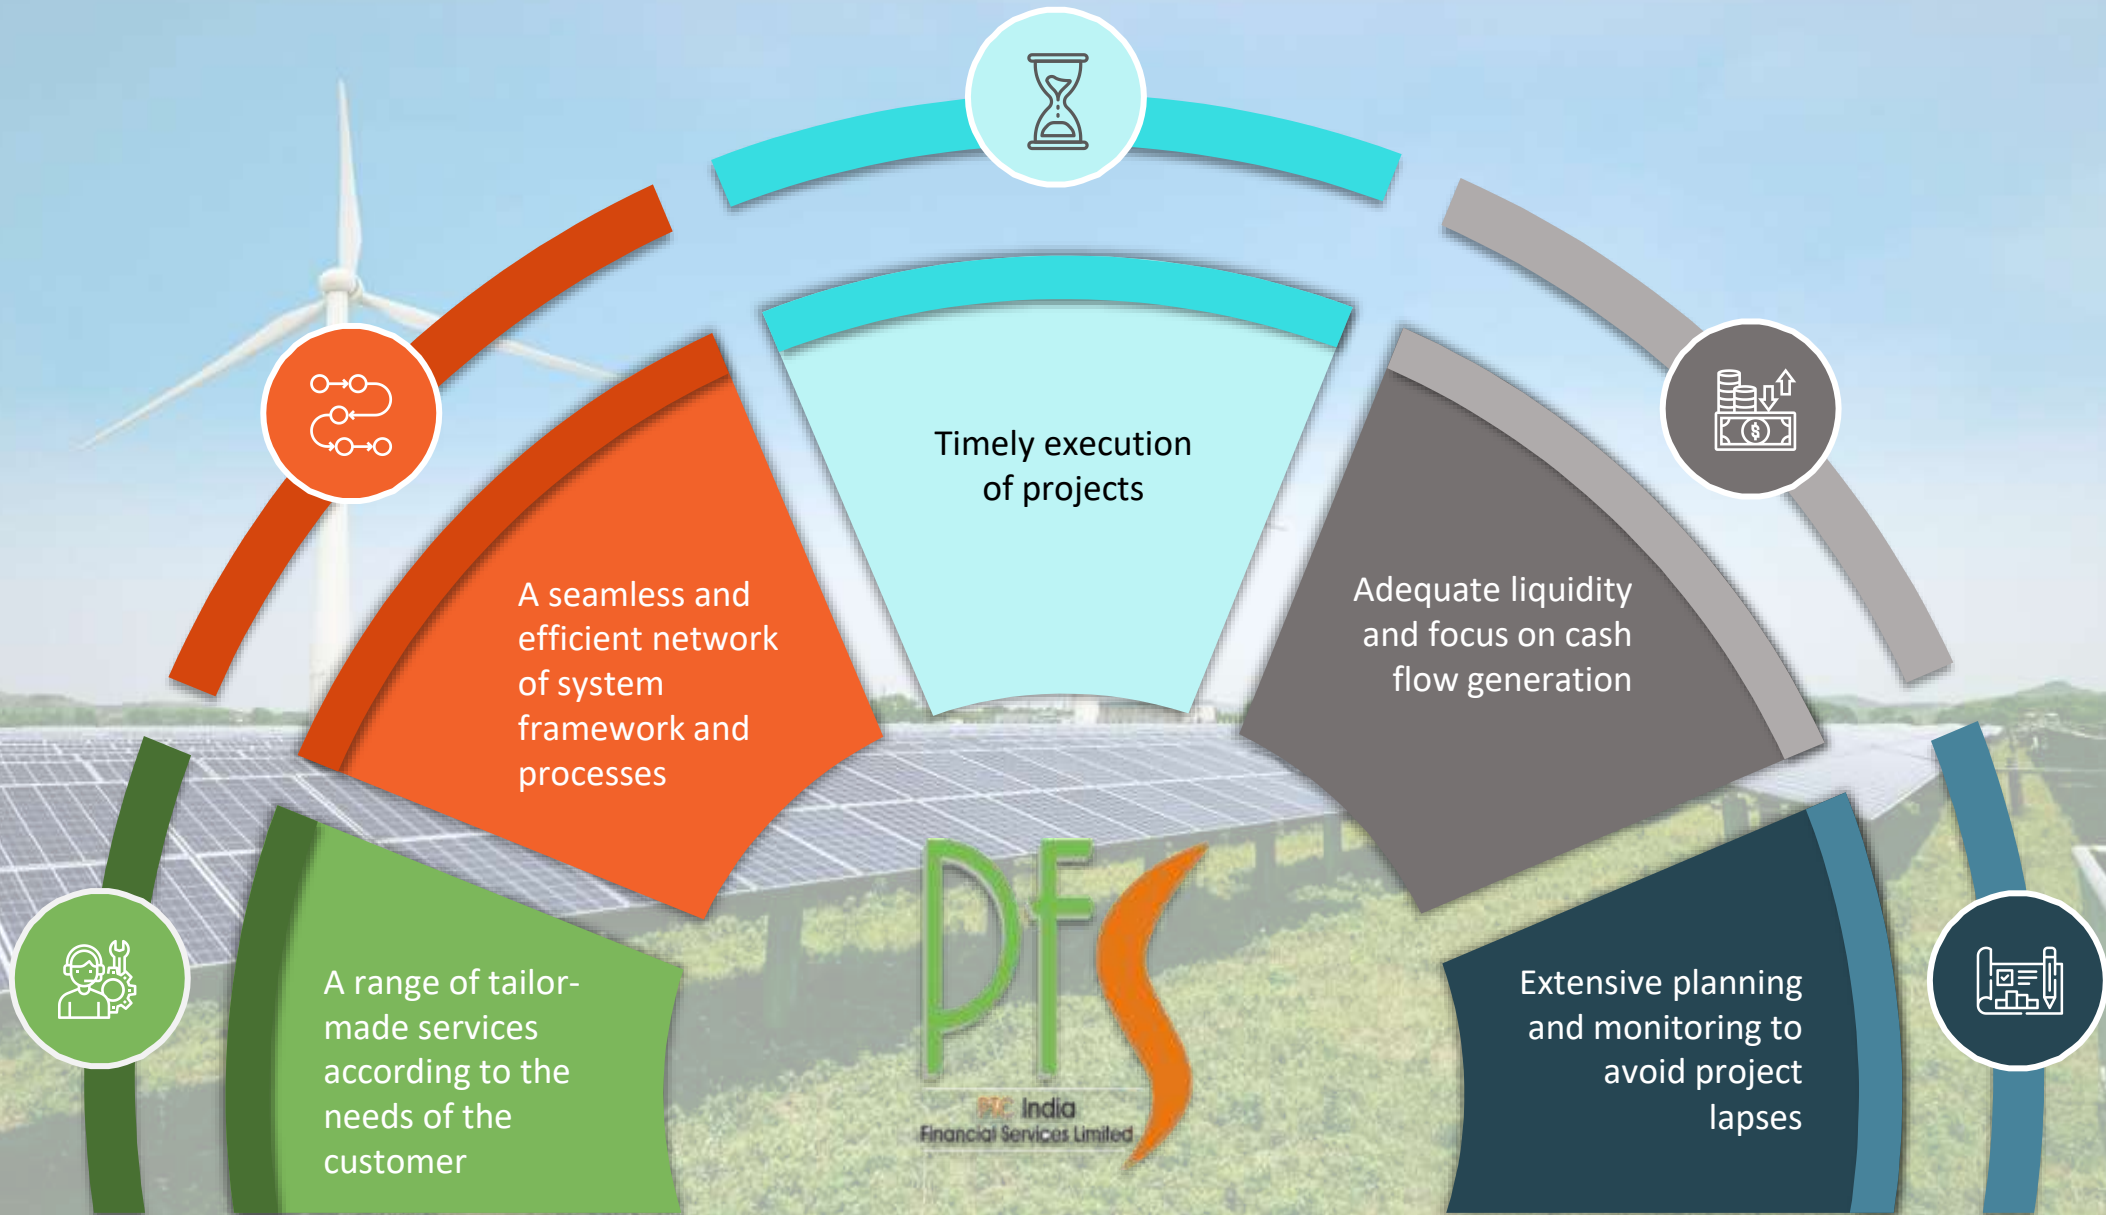 Timely execution
of projects
A seamless and
efficient network
of system
framework and
processes
Adequate liquidity
and focus on cash
flow generation
A range of tailor-
made services
according to the
needs of the
customer
Extensive planning
and monitoring to
avoid project
lapses
PFS
PTC India
Financial Services Limited